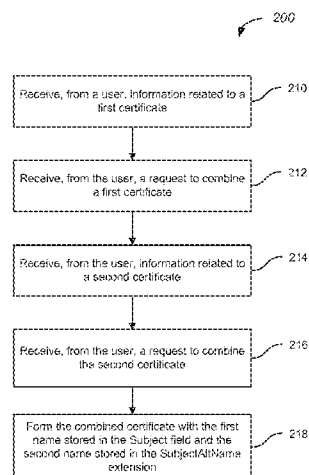 200
Receive, from a user, information related to a
first certificate
210
Receive, from the user, a request to combine
a first certificate
212
Receive, from the user, information related to
a second certificate
214
Receive, from the user, a request to combine
the second certificate
216
Form the combined certificate with the first
name stored in the Subject field and the
second name stored in the SubjectAltName
extension
218